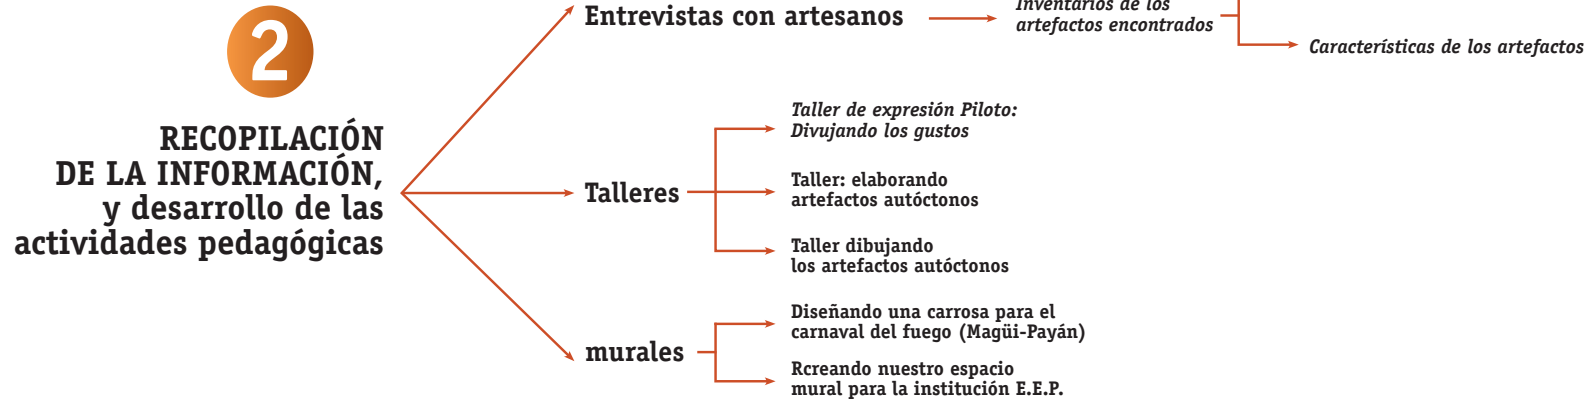 2
RECOPILACIÓN
DE LA INFORMACIÓN,
y desarrollo de las
actividades pedagógicas
Entrevistas con artesanos
Inventarios de los
artefactos encontrados
Características de los artefactos
Talleres
Taller de expresión Piloto:
Divujando los gustos
Taller: elaborando
artefactos autóctonos
Taller dibujando
los artefactos autóctonos
murales
Diseñando una carrosa para el
carnaval del fuego (Magüi-Payán)
Rcreando nuestro espacio
mural para la institución E.E.P.